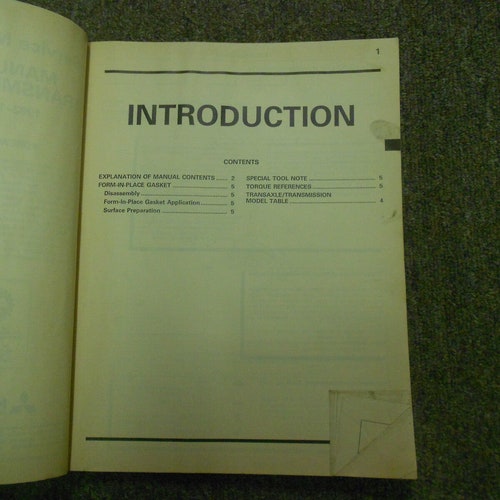 1
INTRODUCTION
CONTENTS
EXPLANATION OF MANUAL CONTENTS ...... 2
FORM-IN-PLACE GASKET ...................... 5
Disassembly ................................... 5
Form-In-Place Gasket Application ........... 5
Surface Preparation ........................... 5
SPECIAL TOOL NOTE ........................... 5
TORQUE REFERENCES ......................... 5
TRANSAXLE/TRANSMISSION
MODEL TABLE ................................. 4